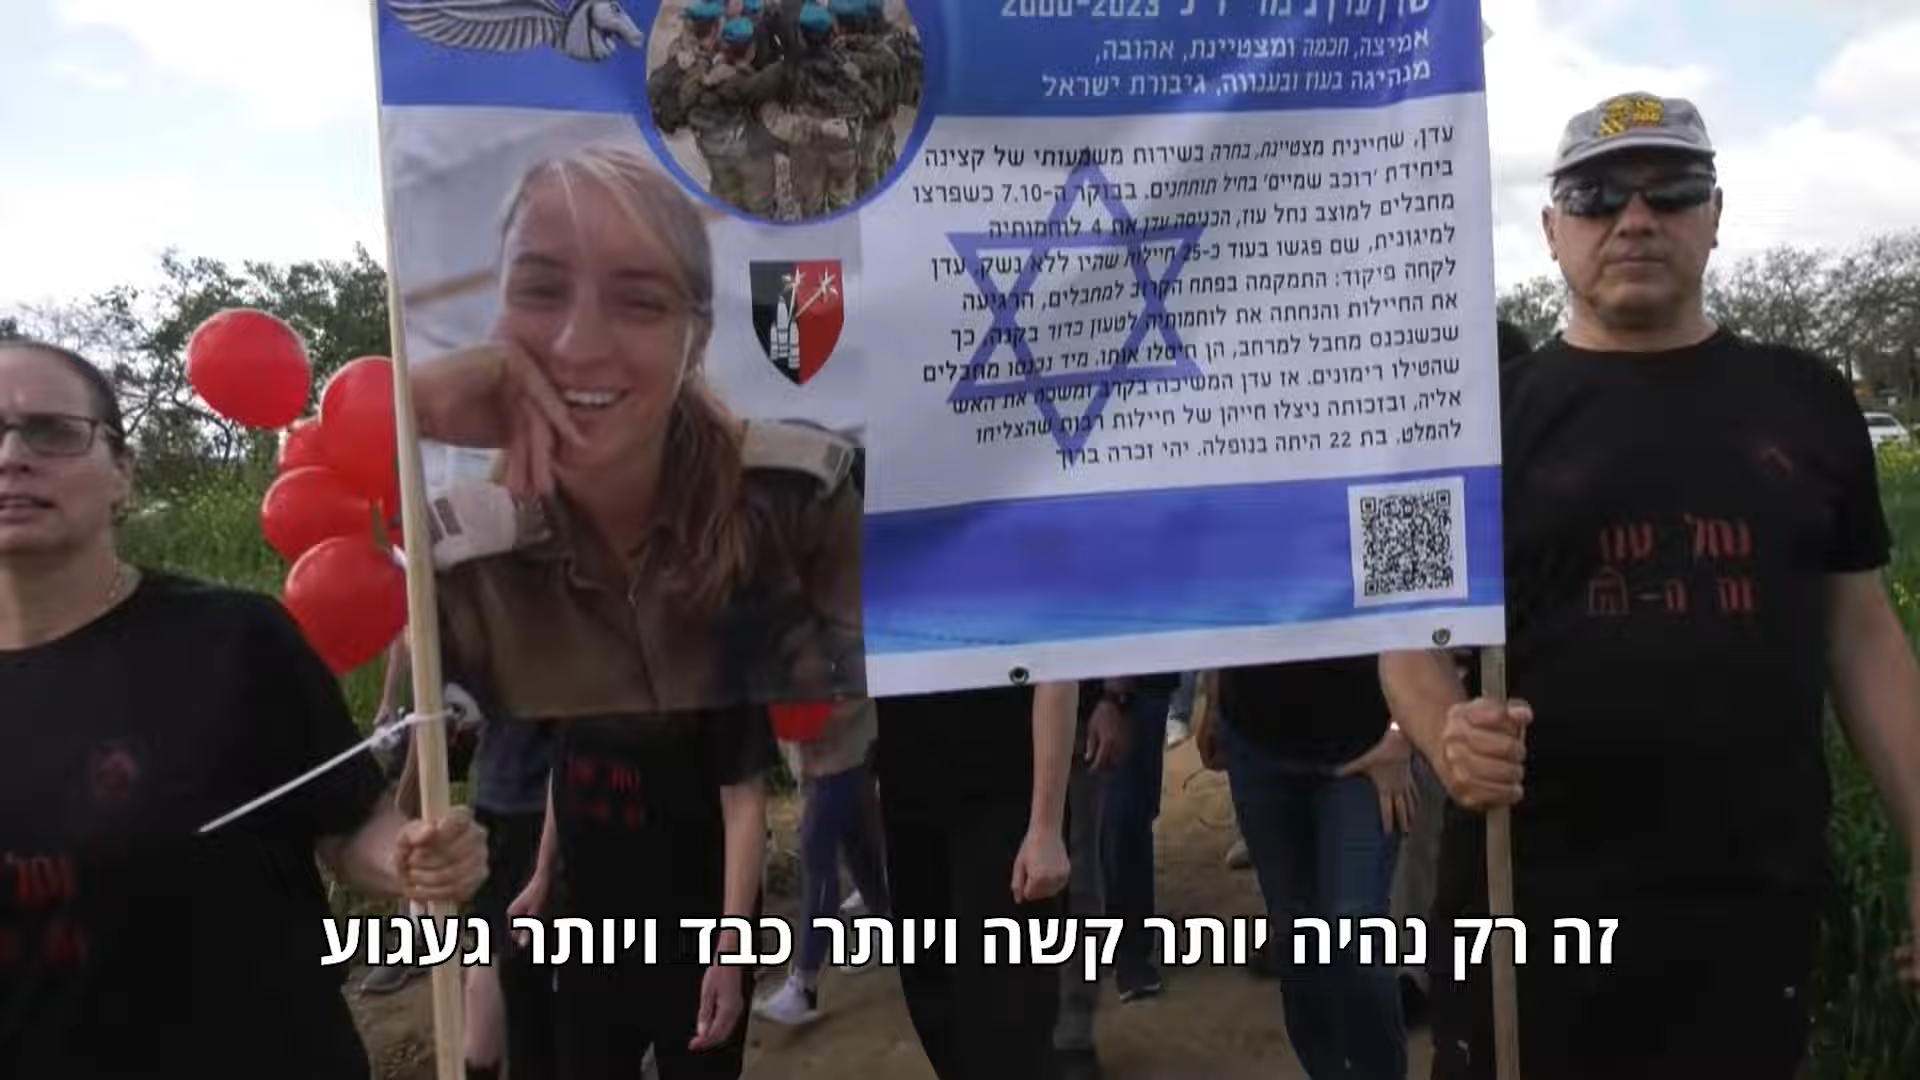 2000-2023
אמיצה, חכמה ומצטיינת, אהובה,
מנהיגה בעוז ובענווה, גיבורת ישראל
עדן, שחיינית מצטיינת, בחרה בשירות משמעותי של קצינה
ביחידת 'רוכב שמיים' בחיל תותחנים. בבוקר ה-7.10 כשפרצו
מחבלים למוצב נחל עוז, הכניסה עדן את 4 לוחמותיה
למיגונית, שם פגשו בעוד כ-25 חיילות שהיו ללא נשק. עדן
לקחה פיקוד: התמקמה בפתח הקרוב למחבלים, הרגיעה
את החיילות והנחתה את לוחמותיה לטעון כדור בקנה. כך
שכשנכנס מחבל למרחב, הן חיסלו אותו. מיד נכנסו מחבלים
שהטילו רימונים. אז עדן המשיכה בקרב ומשכה את האש
אליה, ובזכותה ניצלו חייהן של חיילות רבות שהצליחו
להמלט. בת 22 היתה בנופלה. יהי זכרה ברוך
נחל עוז
זה ה-
זה רק נהיה יותר קשה ויותר כבד ויותר געגוע